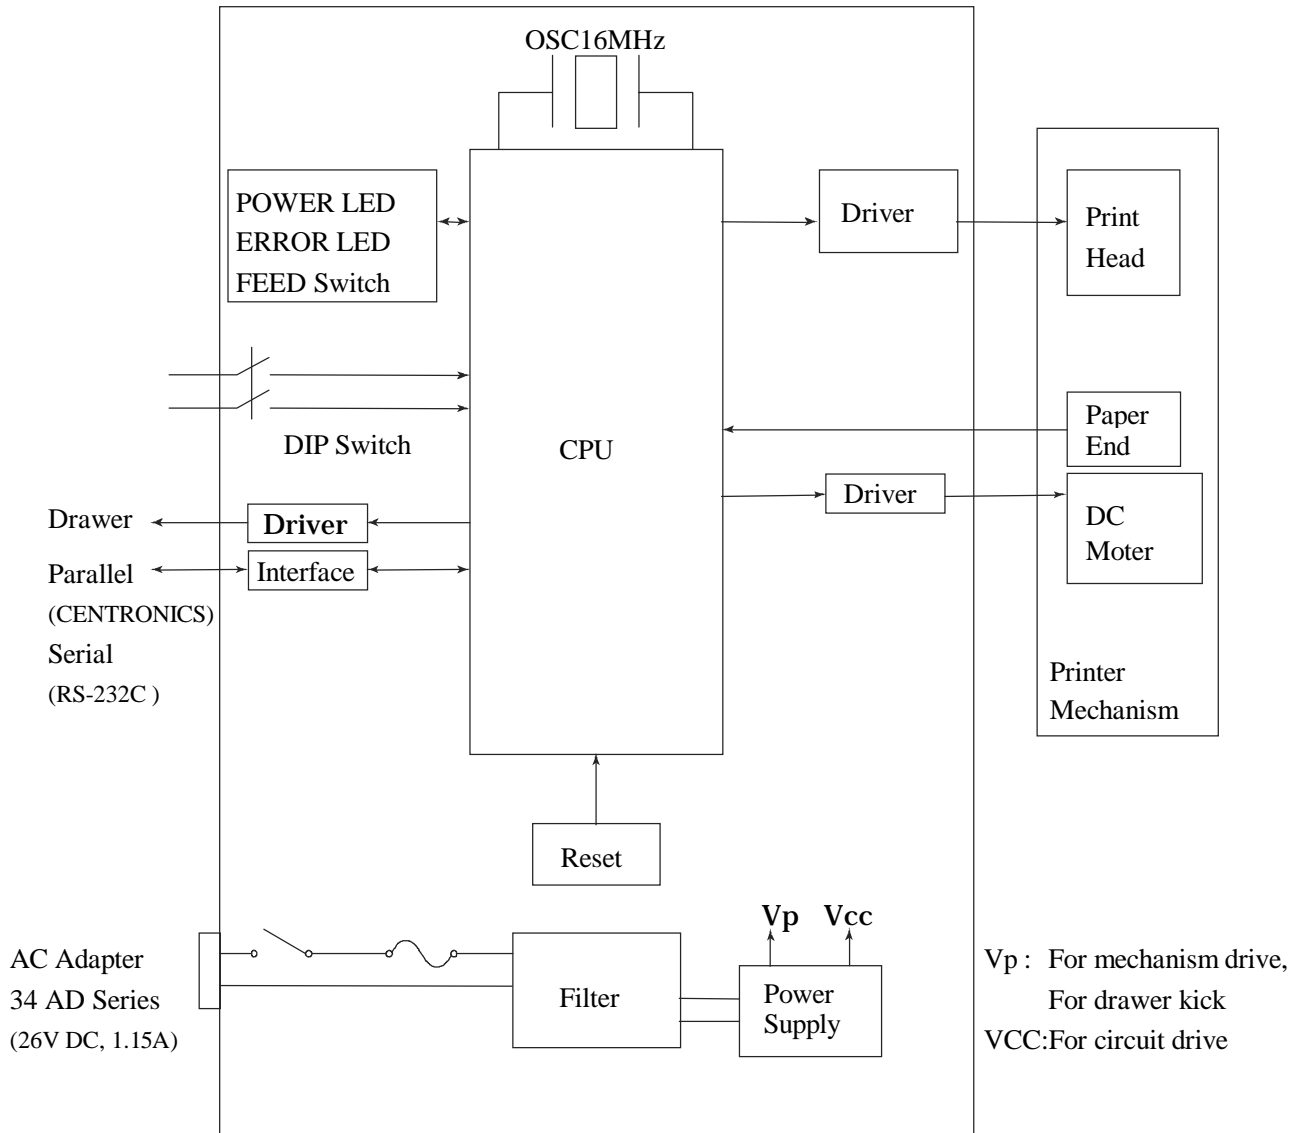 OSC16MHz
POWER LED
ERROR LED
FEED Switch
Driver
Print
Head
DIP Switch
CPU
Paper
End
Driver
DC
Moter
Drawer
Driver
Parallel
Interface
(CENTRONICS)
Serial
(RS-232C )
Printer
Mechanism
Reset
Vp Vcc
AC Adapter
34 AD Series
(26V DC, 1.15A)
Filter
Power
Supply
Vp : For mechanism drive,
For drawer kick
VCC:For circuit drive